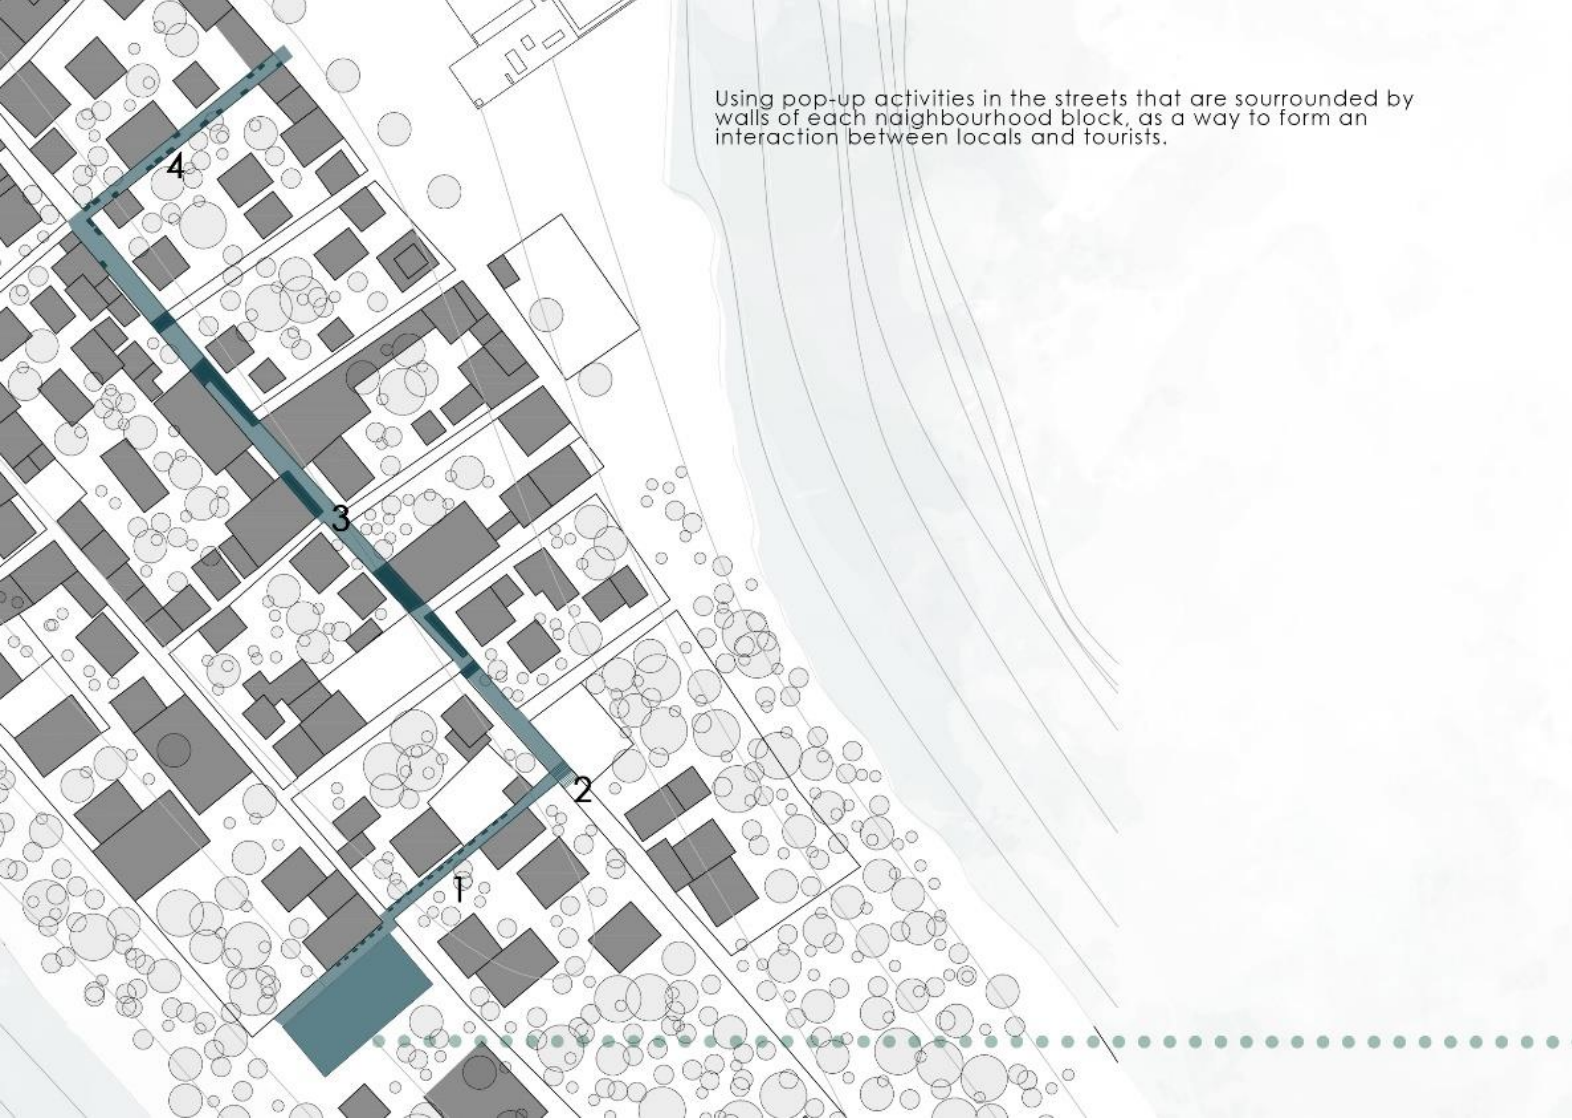 Using pop-up activities in the streets that are sourrounded by
walls of each naighbourhood block, as a way to form an
interaction between locals and tourists.
4
3
2
1